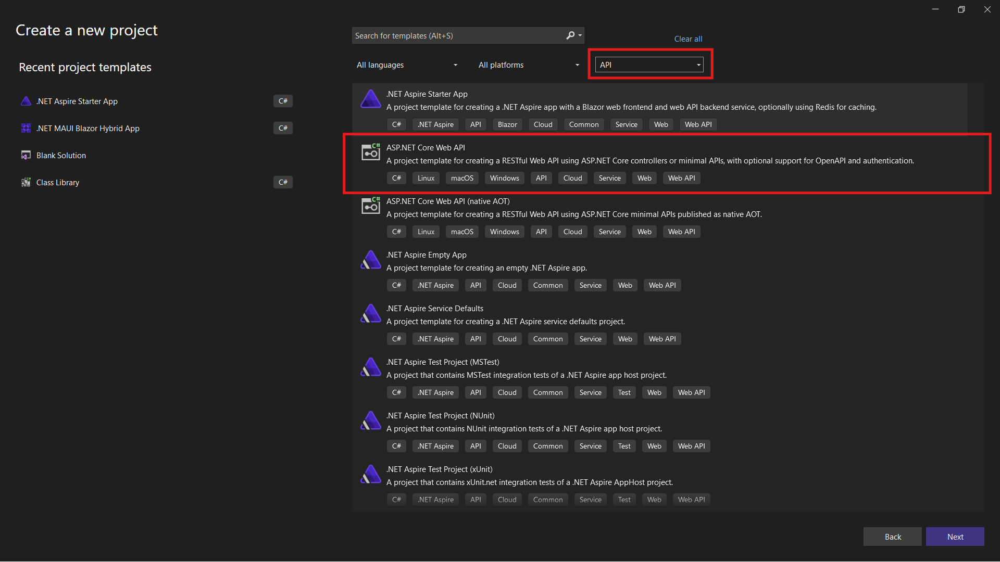 Create a new project
Recent project templates
.NET Aspire Starter App C#
.NET MAUI Blazor Hybrid App C#
Blank Solution
Class Library C#
Search for templates (Alt+S)
Clear all
All languages All platforms API
.NET Aspire Starter App
A project template for creating a .NET Aspire app with a Blazor web frontend and web API backend service, optionally using Redis for caching.
C# .NET Aspire API Blazor Cloud Common Service Web Web API
C#
ASP.NET Core Web API
A project template for creating a RESTful Web API using ASP.NET Core controllers or minimal APIs, with optional support for OpenAPI and authentication.
C# Linux macOS Windows API Cloud Service Web Web API
C#
ASP.NET Core Web API (native AOT)
A project template for creating a RESTful Web API using ASP.NET Core minimal APIs published as native AOT.
C# Linux macOS Windows API Cloud Service Web Web API
.NET Aspire Empty App
A project template for creating an empty .NET Aspire app.
C# .NET Aspire API Cloud Common Service Web Web API
.NET Aspire Service Defaults
A project template for creating a .NET Aspire service defaults project.
C# .NET Aspire API Cloud Common Service Web Web API
.NET Aspire Test Project (MSTest)
A project that contains MSTest integration tests of a .NET Aspire app host project.
C# .NET Aspire API Cloud Common Service Test Web Web API
.NET Aspire Test Project (NUnit)
A project that contains NUnit integration tests of a .NET Aspire app host project.
C# .NET Aspire API Cloud Common Service Test Web Web API
.NET Aspire Test Project (xUnit)
A project that contains xUnit.net integration tests of a .NET Aspire AppHost project.
C# .NET Aspire API Cloud Common Service Test Web Web API
Back Next